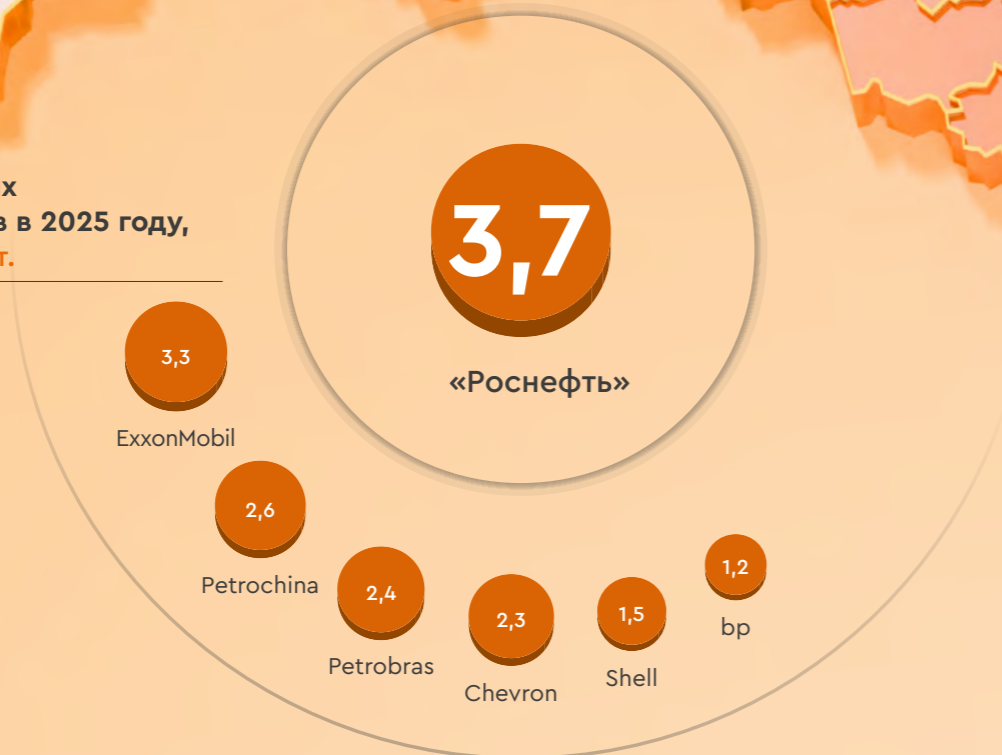 х
в в 2025 году,
т.
3,7
«Роснефть»
3,3
ExxonMobil
2,6
Petrochina
2,4
Petrobras
2,3
Chevron
1,5
Shell
1,2
bp